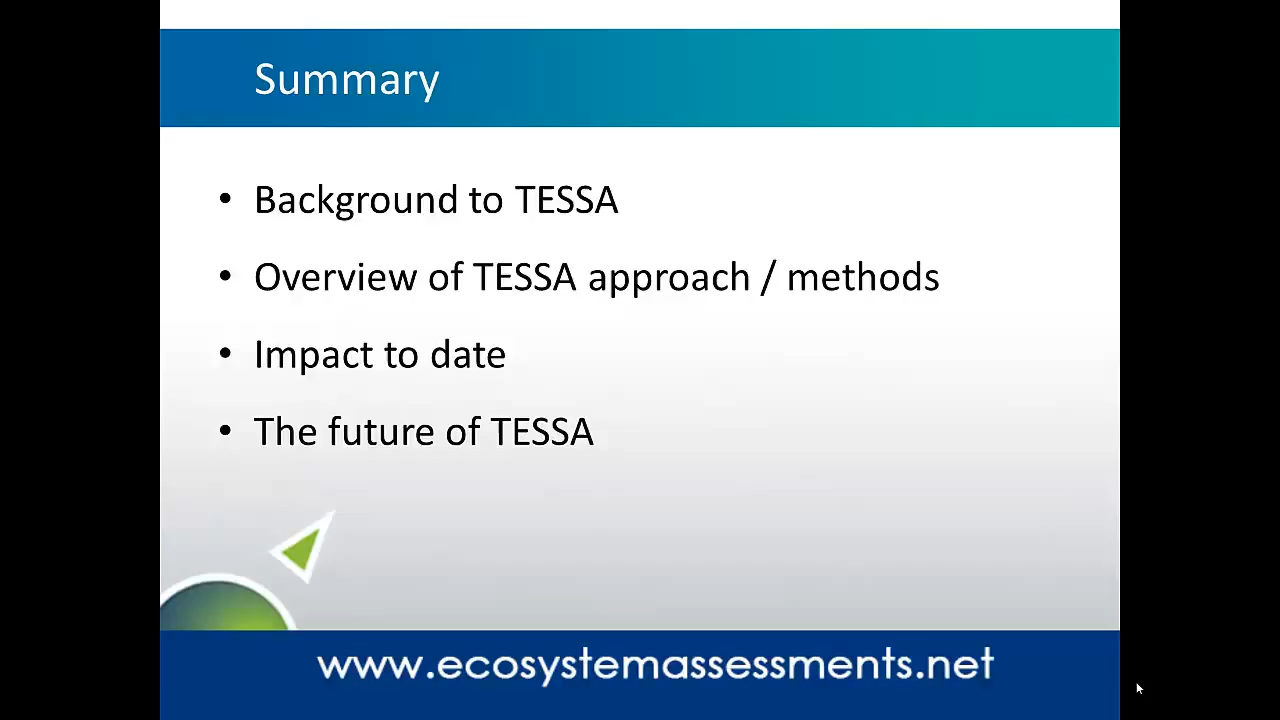 Summary
• Background to TESSA
• Overview of TESSA approach / methods
• Impact to date
• The future of TESSA
www.ecosystemassessments.net